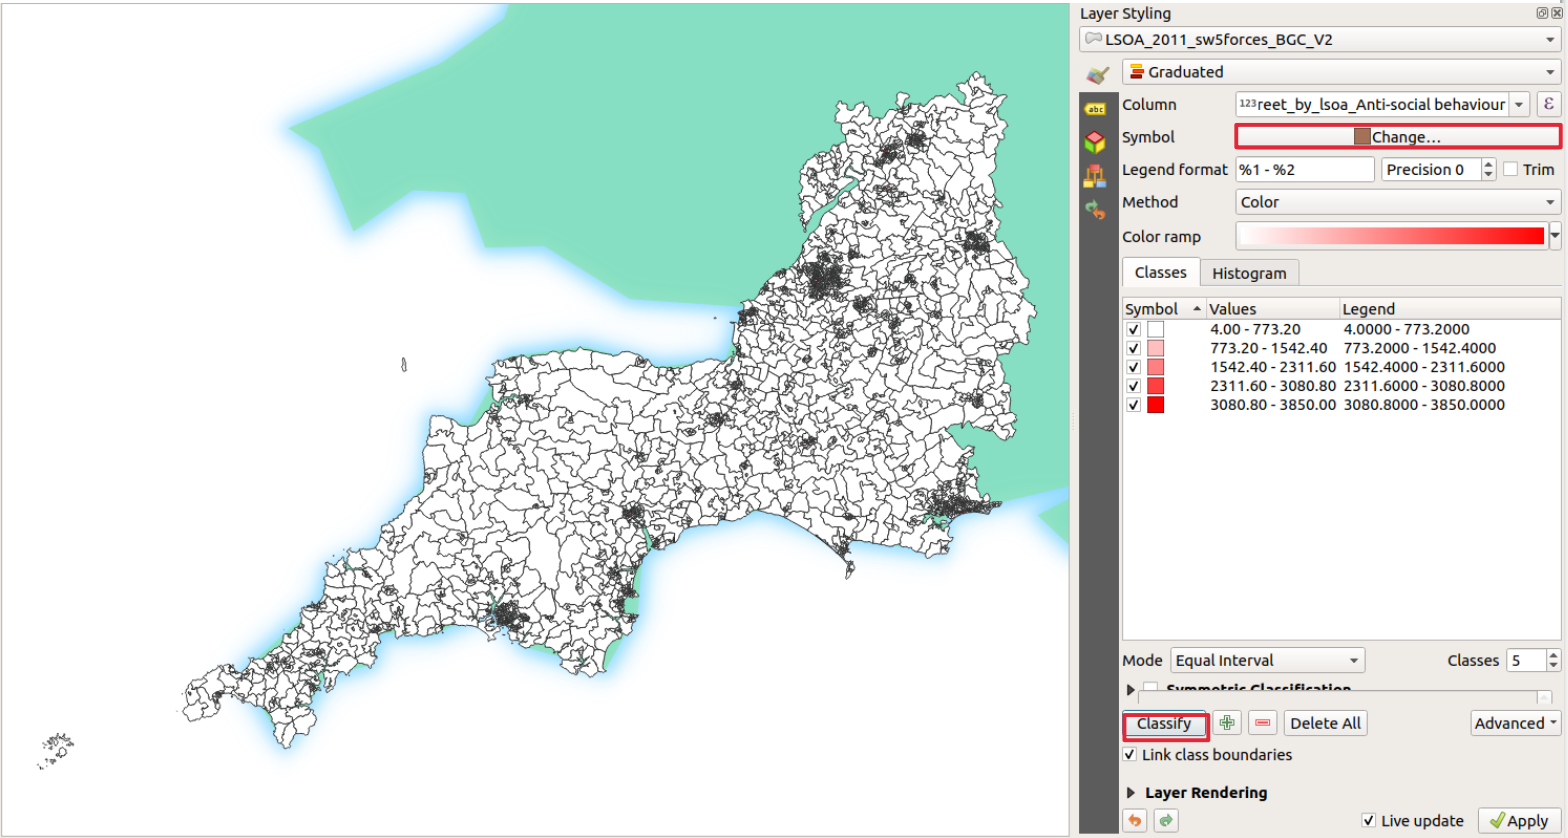 Layer Styling
LSOA_2011_sw5forces_BGC_V2
Graduated
abc
Column 123 reet_by_lsoa_Anti-social behaviour ε
Symbol Change...
Legend format %1 - %2 Precision 0 Trim
Method Color
Color ramp
Classes Histogram
Symbol Values Legend
4.00 - 773.20 4.0000 - 773.2000
773.20 - 1542.40 773.2000 - 1542.4000
1542.40 - 2311.60 1542.4000 - 2311.6000
2311.60 - 3080.80 2311.6000 - 3080.8000
3080.80 - 3850.00 3080.8000 - 3850.0000
Mode Equal Interval Classes 5
Symmetric Classification
Classify Delete All Advanced
Link class boundaries
Layer Rendering
Live update Apply